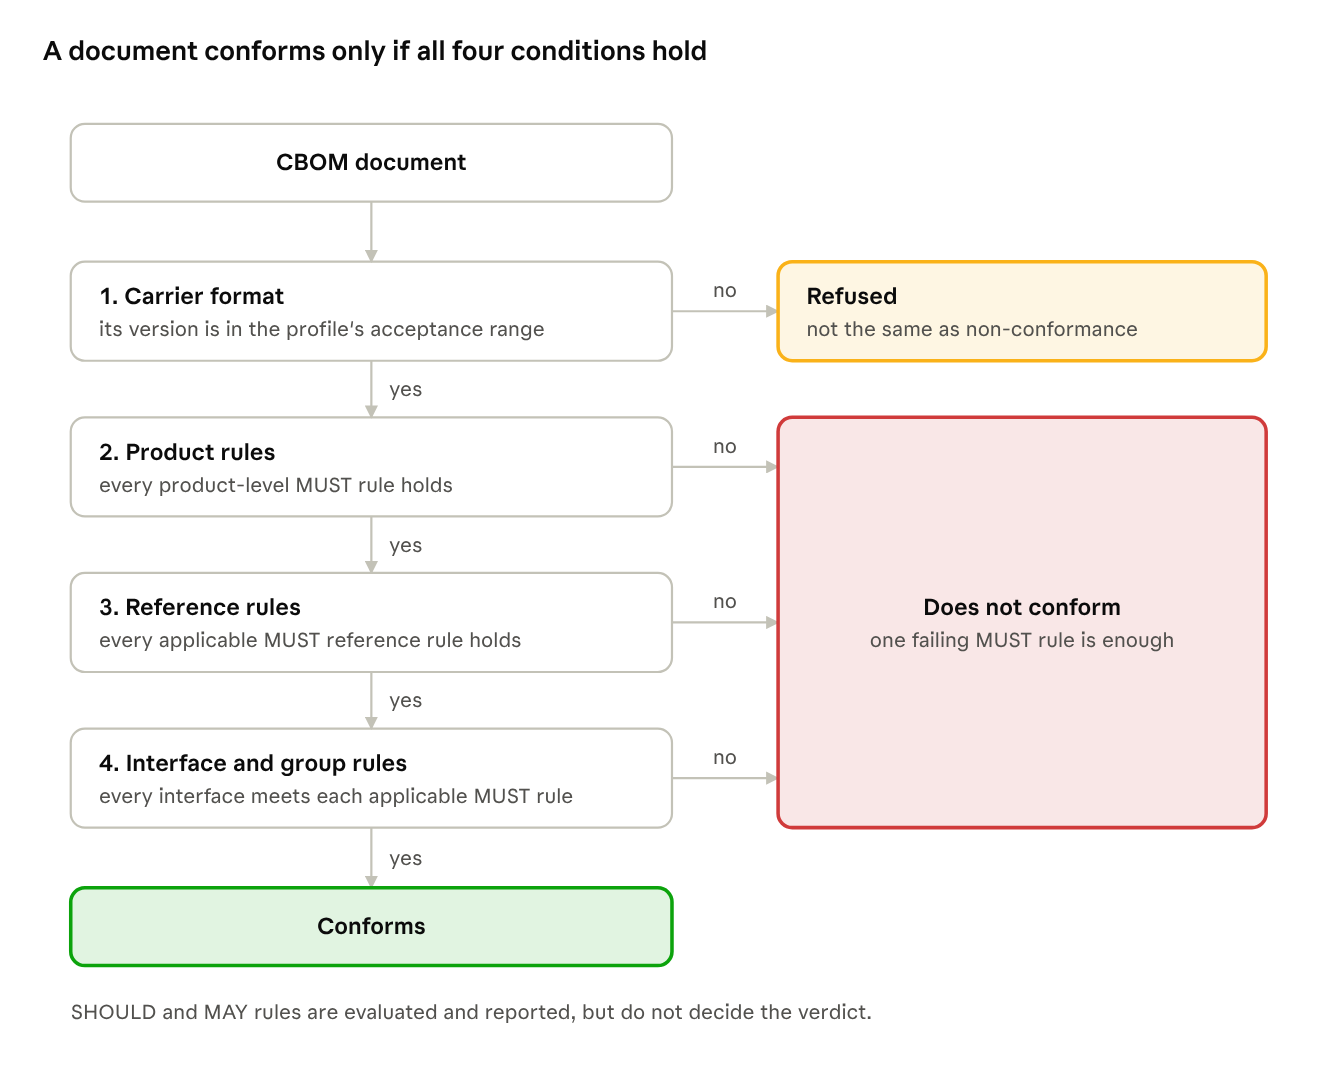 A document conforms only if all four conditions hold
CBOM document
1. Carrier format
its version is in the profile's acceptance range
no
Refused
not the same as non-conformance
yes
2. Product rules
every product-level MUST rule holds
no
yes
3. Reference rules
every applicable MUST reference rule holds
no
Does not conform
one failing MUST rule is enough
yes
4. Interface and group rules
every interface meets each applicable MUST rule
no
yes
Conforms
SHOULD and MAY rules are evaluated and reported, but do not decide the verdict.